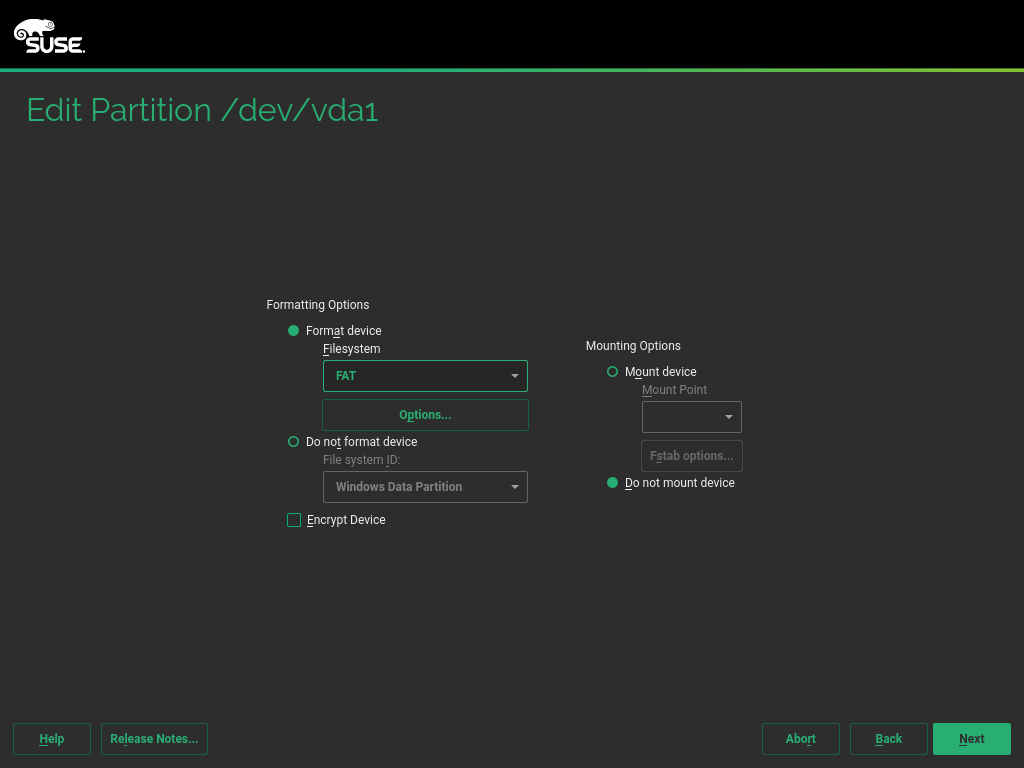 SUSE
Edit Partition /dev/vda1
Formatting Options
Format device
Filesystem
FAT
Options...
Do not format device
File system ID:
Windows Data Partition
Encrypt Device
Mounting Options
Mount device
Mount Point
Fstab options...
Do not mount device
Help
Release Notes...
Abort
Back
Next